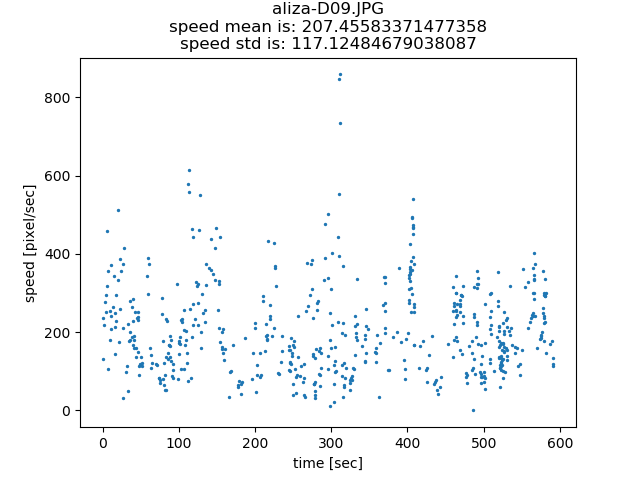 aliza-D09.JPG
speed mean is: 207.45583371477358
speed std is: 117.12484679038087
800
600
400
200
0
speed [pixel/sec]
0 100 200 300 400 500 600
time [sec]